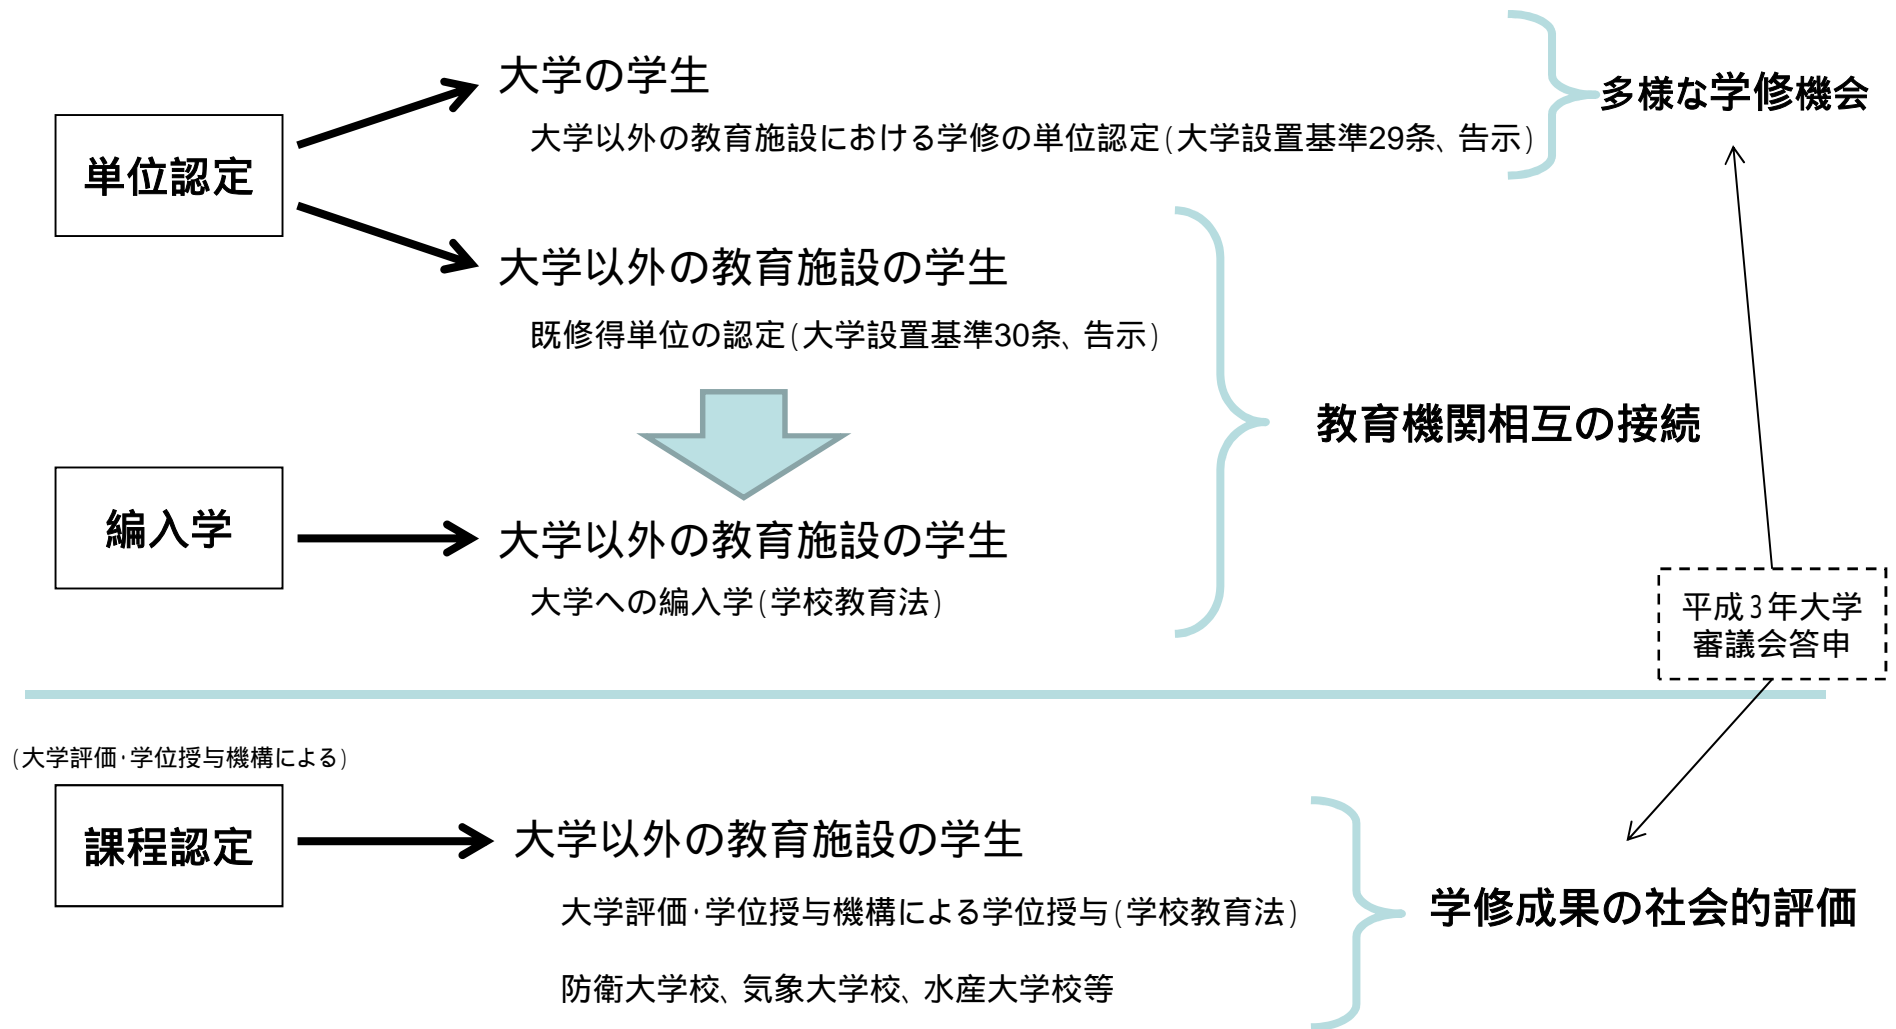 大学の学生
大学以外の教育施設における学修の単位認定(大学設置基準29条、告示)
多様な学修機会
単位認定
大学以外の教育施設の学生
既修得単位の認定(大学設置基準30条、告示)
教育機関相互の接続
編入学
大学以外の教育施設の学生
大学への編入学(学校教育法)
平成3年大学
審議会答申
(大学評価・学位授与機構による)
課程認定
大学以外の教育施設の学生
大学評価・学位授与機構による学位授与(学校教育法)
学修成果の社会的評価
防衛大学校、気象大学校、水産大学校等